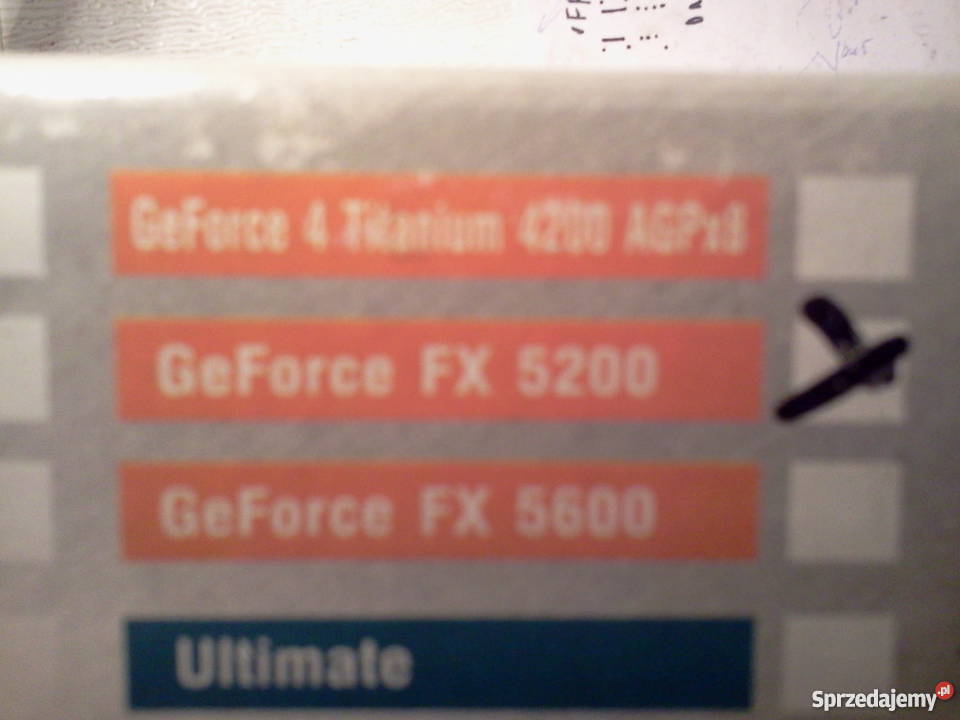 GeForce 4 Titanium 4200 AGPx8
GeForce FX 5200
GeForce FX 5600
Ultimate
Sprzedajemy.pl